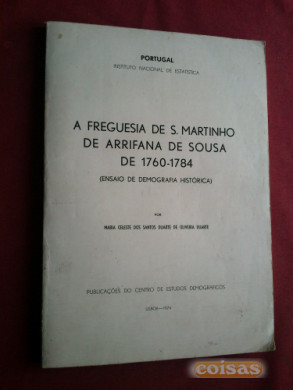 PORTUGAL
INSTITUTO NACIONAL DE ESTATÍSTICA
A FREGUESIA DE S. MARTINHO
DE ARRIFANA DE SOUSA
DE 1760-1784
(ENSAIO DE DEMOGRAFIA HISTÓRICA)
POR
MARIA CELESTE DOS SANTOS DUARTE DE OLIVEIRA DUARTE
PUBLICAÇÕES DO CENTRO DE ESTUDOS DEMOGRÁFICOS
LISBOA
coisas